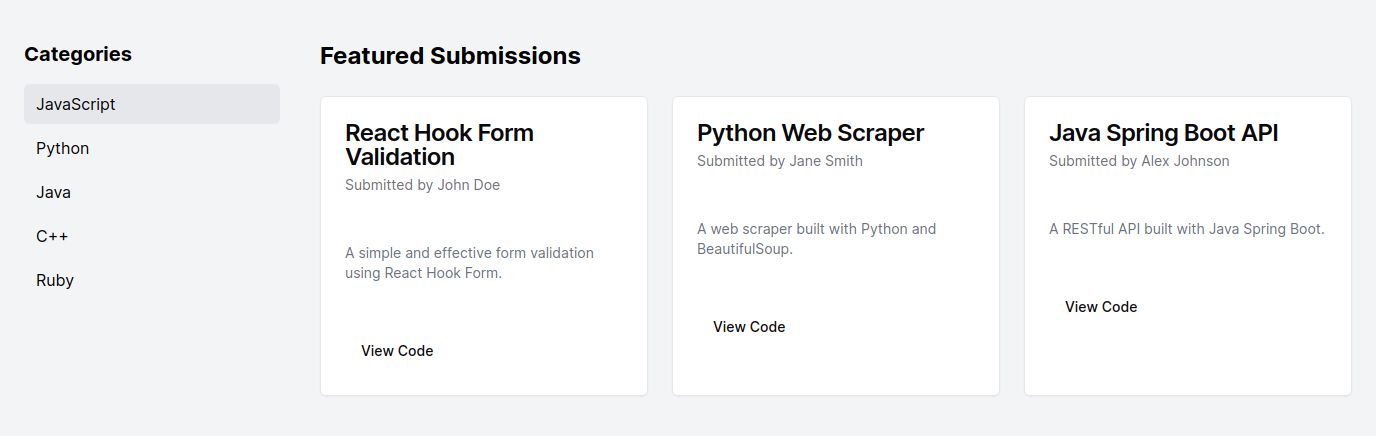 Categories
JavaScript
Python
Java
C++
Ruby
Featured Submissions
React Hook Form
Validation
Submitted by John Doe
A simple and effective form validation
using React Hook Form.
View Code
Python Web Scraper
Submitted by Jane Smith
A web scraper built with Python and
BeautifulSoup.
View Code
Java Spring Boot API
Submitted by Alex Johnson
A RESTful API built with Java Spring Boot.
View Code